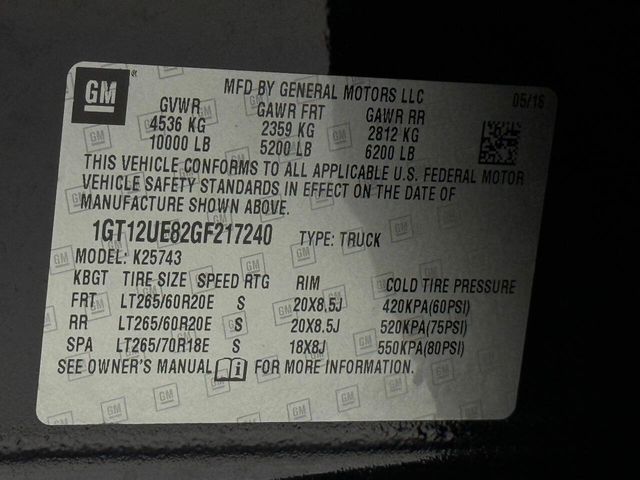 GM
MFD BY GENERAL MOTORS LLC 05/16
GVWR GAWR FRT GAWR RR
4536 KG 2359 KG 2812 KG
10000 LB 5200 LB 6200 LB
THIS VEHICLE CONFORMS TO ALL APPLICABLE U.S. FEDERAL MOTOR
VEHICLE SAFETY STANDARDS IN EFFECT ON THE DATE OF
MANUFACTURE SHOWN ABOVE.
1GT12UE82GF217240 TYPE: TRUCK
MODEL: K25743
KBGT TIRE SIZE SPEED RTG RIM COLD TIRE PRESSURE
FRT LT265/60R20E S 20X8.5J 420KPA(60PSI)
RR LT265/60R20E S 20X8.5J 520KPA(75PSI)
SPA LT265/70R18E S 18X8J 550KPA(80PSI)
SEE OWNER'S MANUAL FOR MORE INFORMATION.